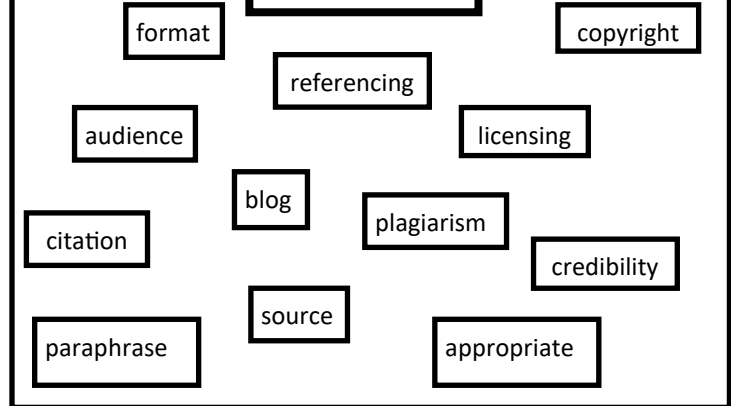 format
copyright
referencing
audience
licensing
blog
plagiarism
citation
credibility
source
paraphrase
appropriate